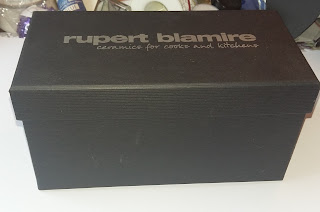 rupert blamire
ceramics for cooks and kitchens